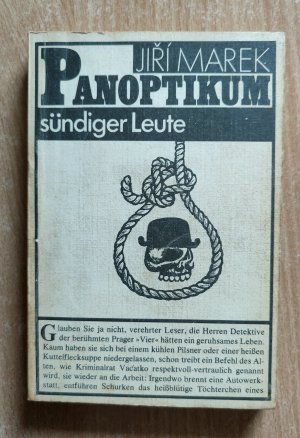 JIŘÍ MAREK
PANOPTIKUM
sündiger Leute
Glauben Sie ja nicht, verehrter Leser, die Herren Detektive
der berühmten Prager »Vier« hätten ein geruhsames Leben.
Kaum haben sie sich bei einem kühlen Pilsner oder einer heißen
Kuttelflecksuppe niedergelassen, schon treibt ein Befehl des Al-
ten, wie Kriminalrat Vačatko respektvoll-vertraulich genannt
wird, sie wieder an die Arbeit: Irgendwo brennt eine Autowerk-
statt, entführen Schurken das heißblütige Töchterchen eines